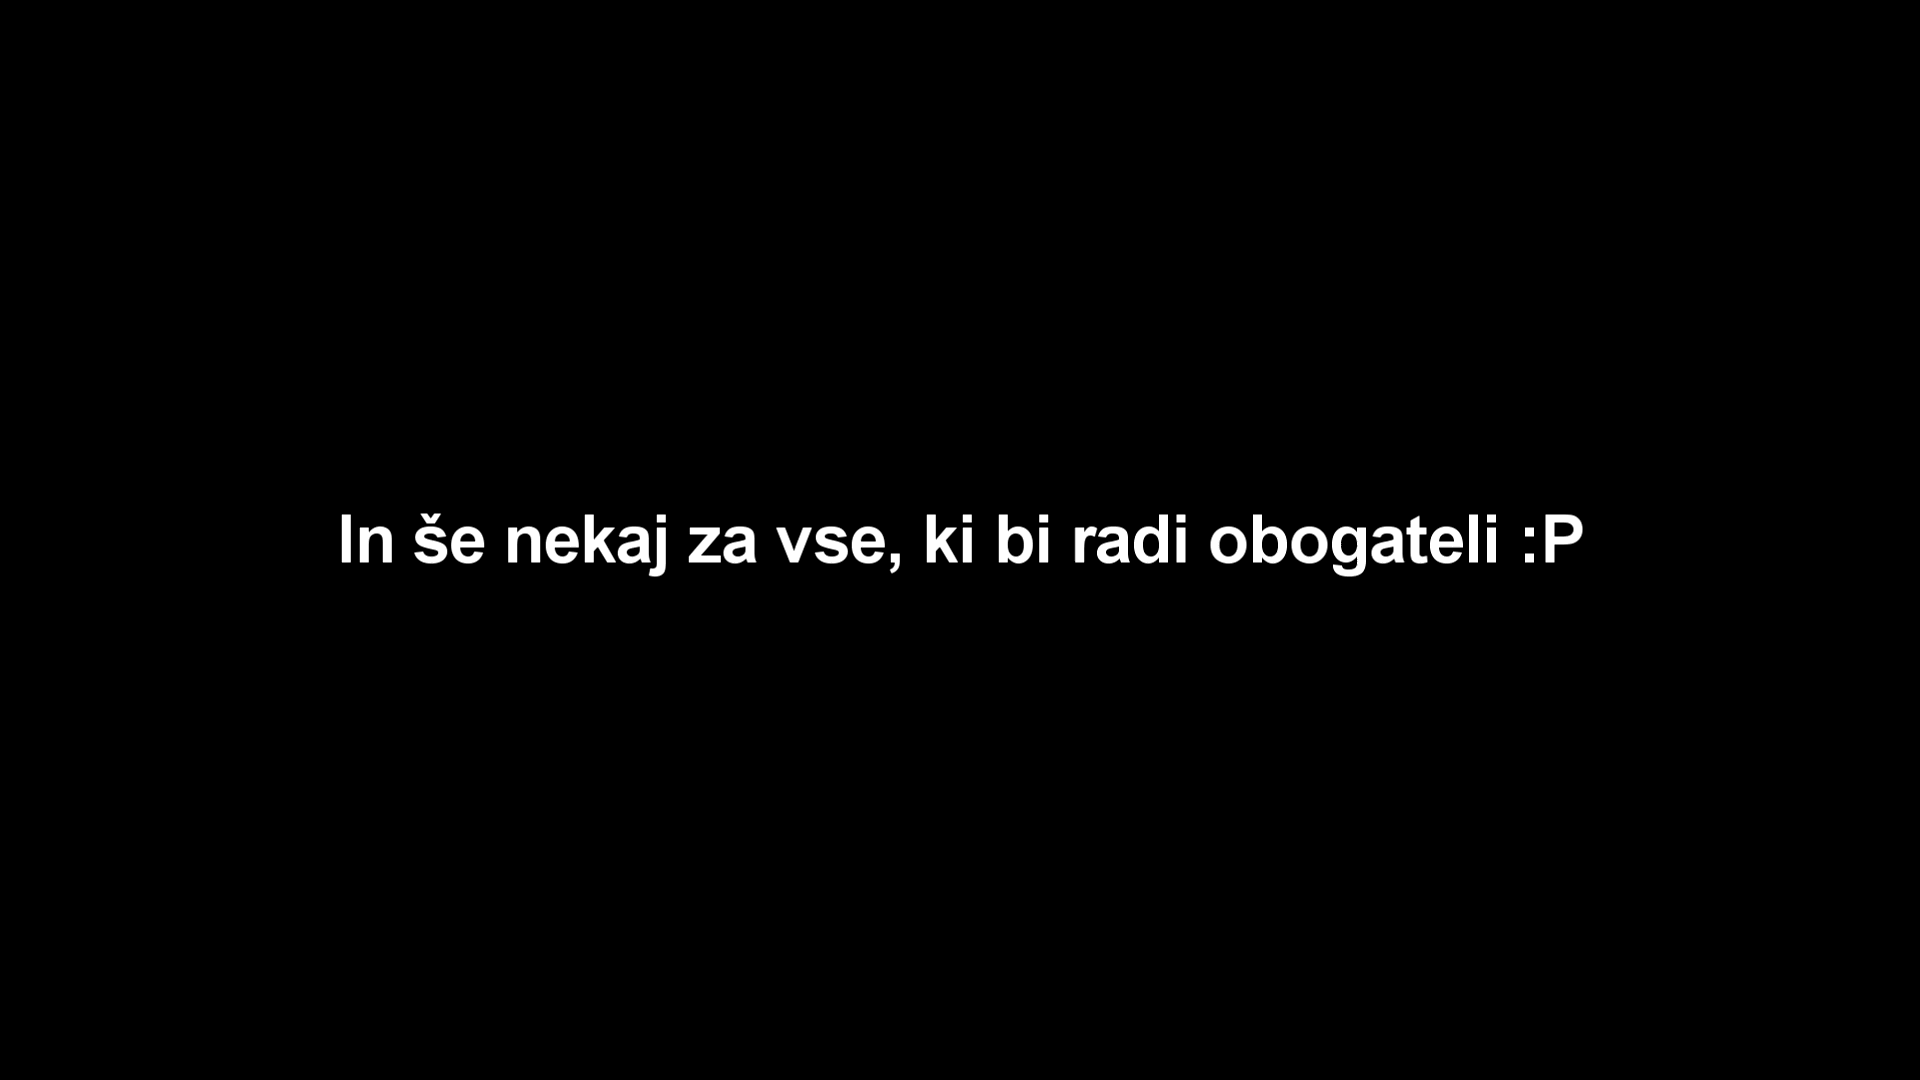 In še nekaj za vse, ki bi radi obogateli :P